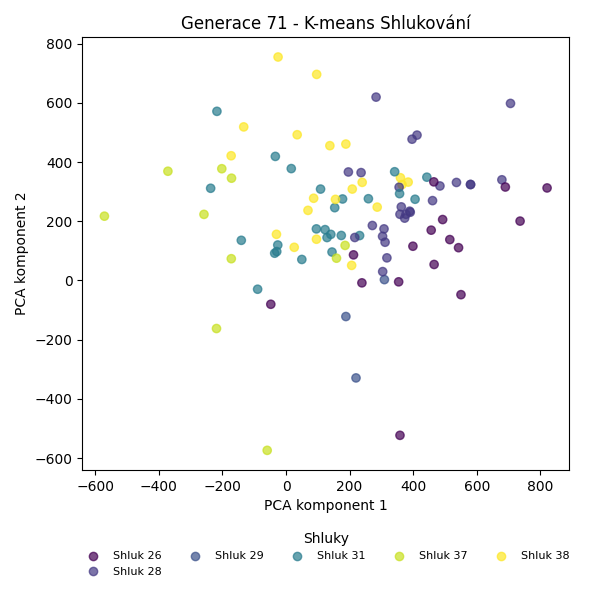 Generace 71 - K-means Shlukování
800
600
400
200
0
−200
−400
−600
PCA komponent 2
−600 −400 −200 0 200 400 600 800
PCA komponent 1
Shluky
Shluk 26 Shluk 29 Shluk 31 Shluk 37 Shluk 38
Shluk 28